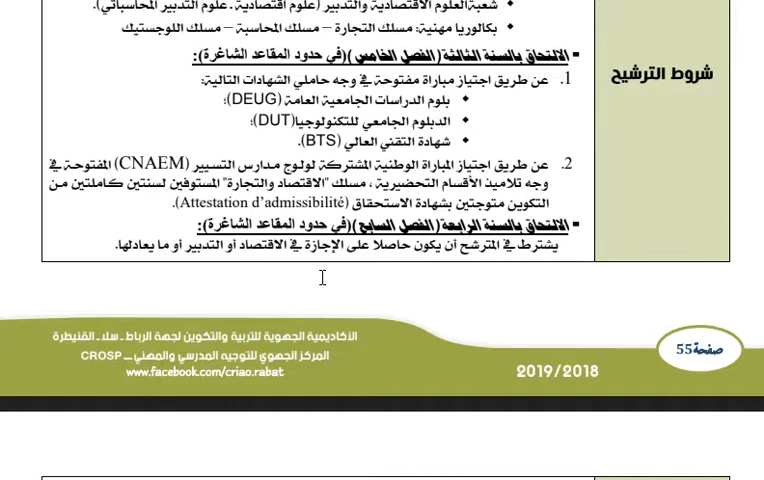 شعبة العلوم الاقتصادية والتدبير (علوم اقتصادية ـ علوم التدبير المحاسباتي).
بكالوريا مهنية: مسلك التجارة – مسلك المحاسبة – مسلك اللوجستيك
الالتحاق بالسنة الثالثة (الفصل الخامس )(في حدود المقاعد الشاغرة):
شروط الترشيح
1. عن طريق اجتياز مباراة مفتوحة في وجه حاملي الشهادات التالية:
بلوم الدراسات الجامعية العامة (DEUG)؛
الدبلوم الجامعي للتكنولوجيا(DUT)؛
شهادة التقني العالي (BTS).
2. عن طريق اجتياز المباراة الوطنية المشتركة لولوج مدارس التسيير (CNAEM) المفتوحة في
وجه تلاميذ الأقسام التحضيرية ، مسلك "الاقتصاد والتجارة" المستوفين لسنتين كاملتين من
التكوين متوجتين بشهادة الاستحقاق (Attestation d’admissibilité).
الالتحاق بالسنة الرابعة (الفصل السابع )(في حدود المقاعد الشاغرة):
يشترط في المترشح أن يكون حاصلا على الإجازة في الاقتصاد أو التدبير أو ما يعادلها.
الأكاديمية الجهوية للتربية والتكوين لجهة الرباط ـ سلا ـ القنيطرة
المركز الجهوي للتوجيه المدرسي والمهني ــ CROSP
www.facebook.com/criao.rabat
2019/2018
صفحة55